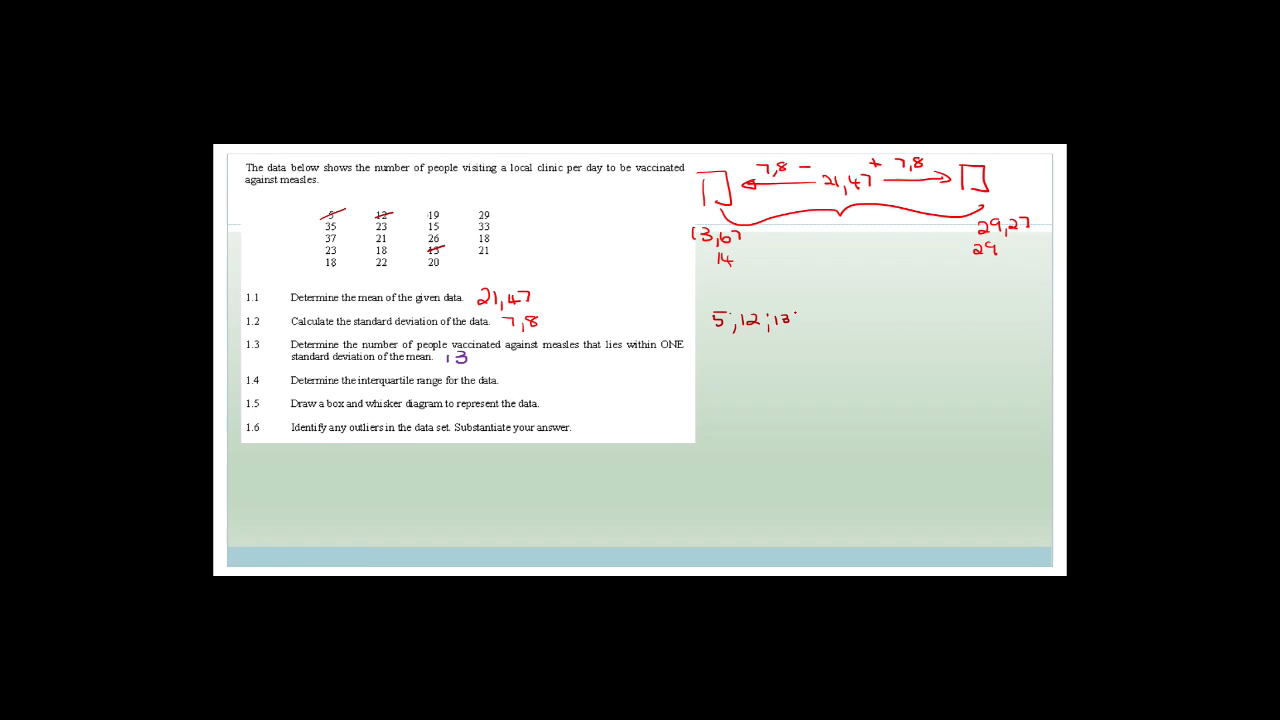 The data below shows the number of people visiting a local clinic per day to be vaccinated
against measles.
5 12 19 29
35 23 15 33
37 21 26 18
23 18 13 21
18 22 20
1.1 Determine the mean of the given data. 21,47
1.2 Calculate the standard deviation of the data. 7,8
1.3 Determine the number of people vaccinated against measles that lies within ONE
standard deviation of the mean. 13
1.4 Determine the interquartile range for the data.
1.5 Draw a box and whisker diagram to represent the data.
1.6 Identify any outliers in the data set. Substantiate your answer.
7,8 − + 7,8
21,47
13,67 29,27
14 29
5 ; 12 ; 13